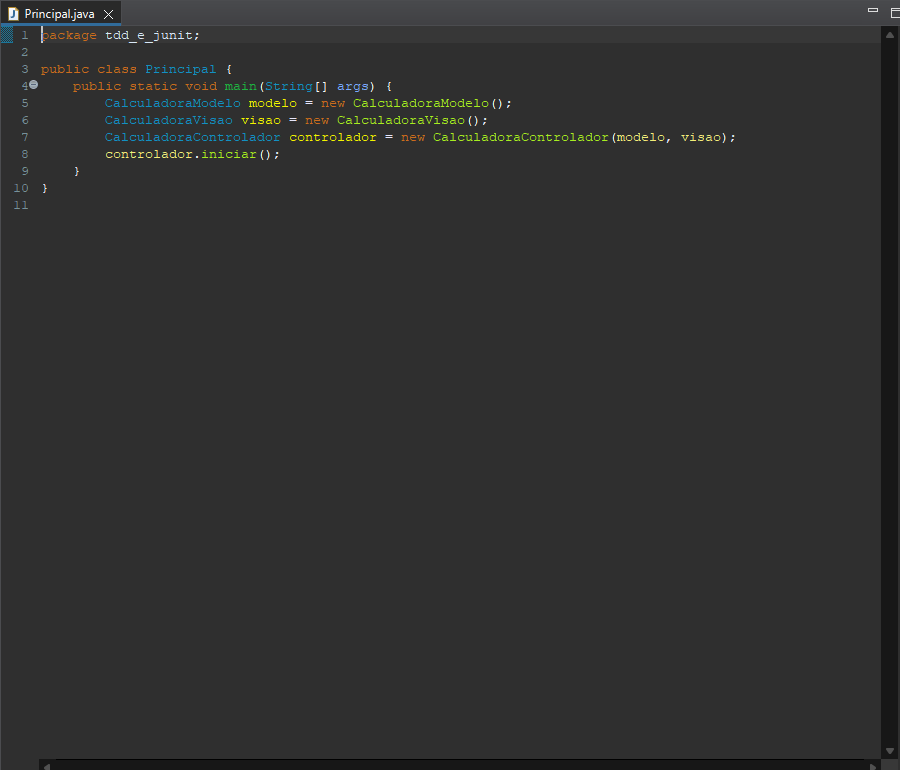 Principal.java
1 package tdd_e_junit;
2
3 public class Principal {
4 public static void main(String[] args) {
5 CalculadoraModelo modelo = new CalculadoraModelo();
6 CalculadoraVisao visao = new CalculadoraVisao();
7 CalculadoraControlador controlador = new CalculadoraControlador(modelo, visao);
8 controlador.iniciar();
9 }
10 }
11